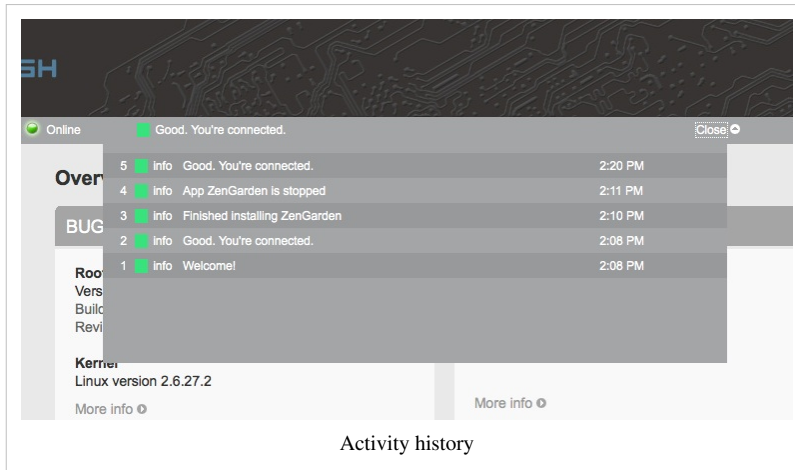 SH
Online Good. You're connected. Close
5 info Good. You're connected. 2:20 PM
4 info App ZenGarden is stopped 2:11 PM
3 info Finished installing ZenGarden 2:10 PM
2 info Good. You're connected. 2:08 PM
1 info Welcome! 2:08 PM
Over
BUG
Roo
Vers
Build
Revi
Kernel
Linux version 2.6.27.2
More info
More info
Activity history